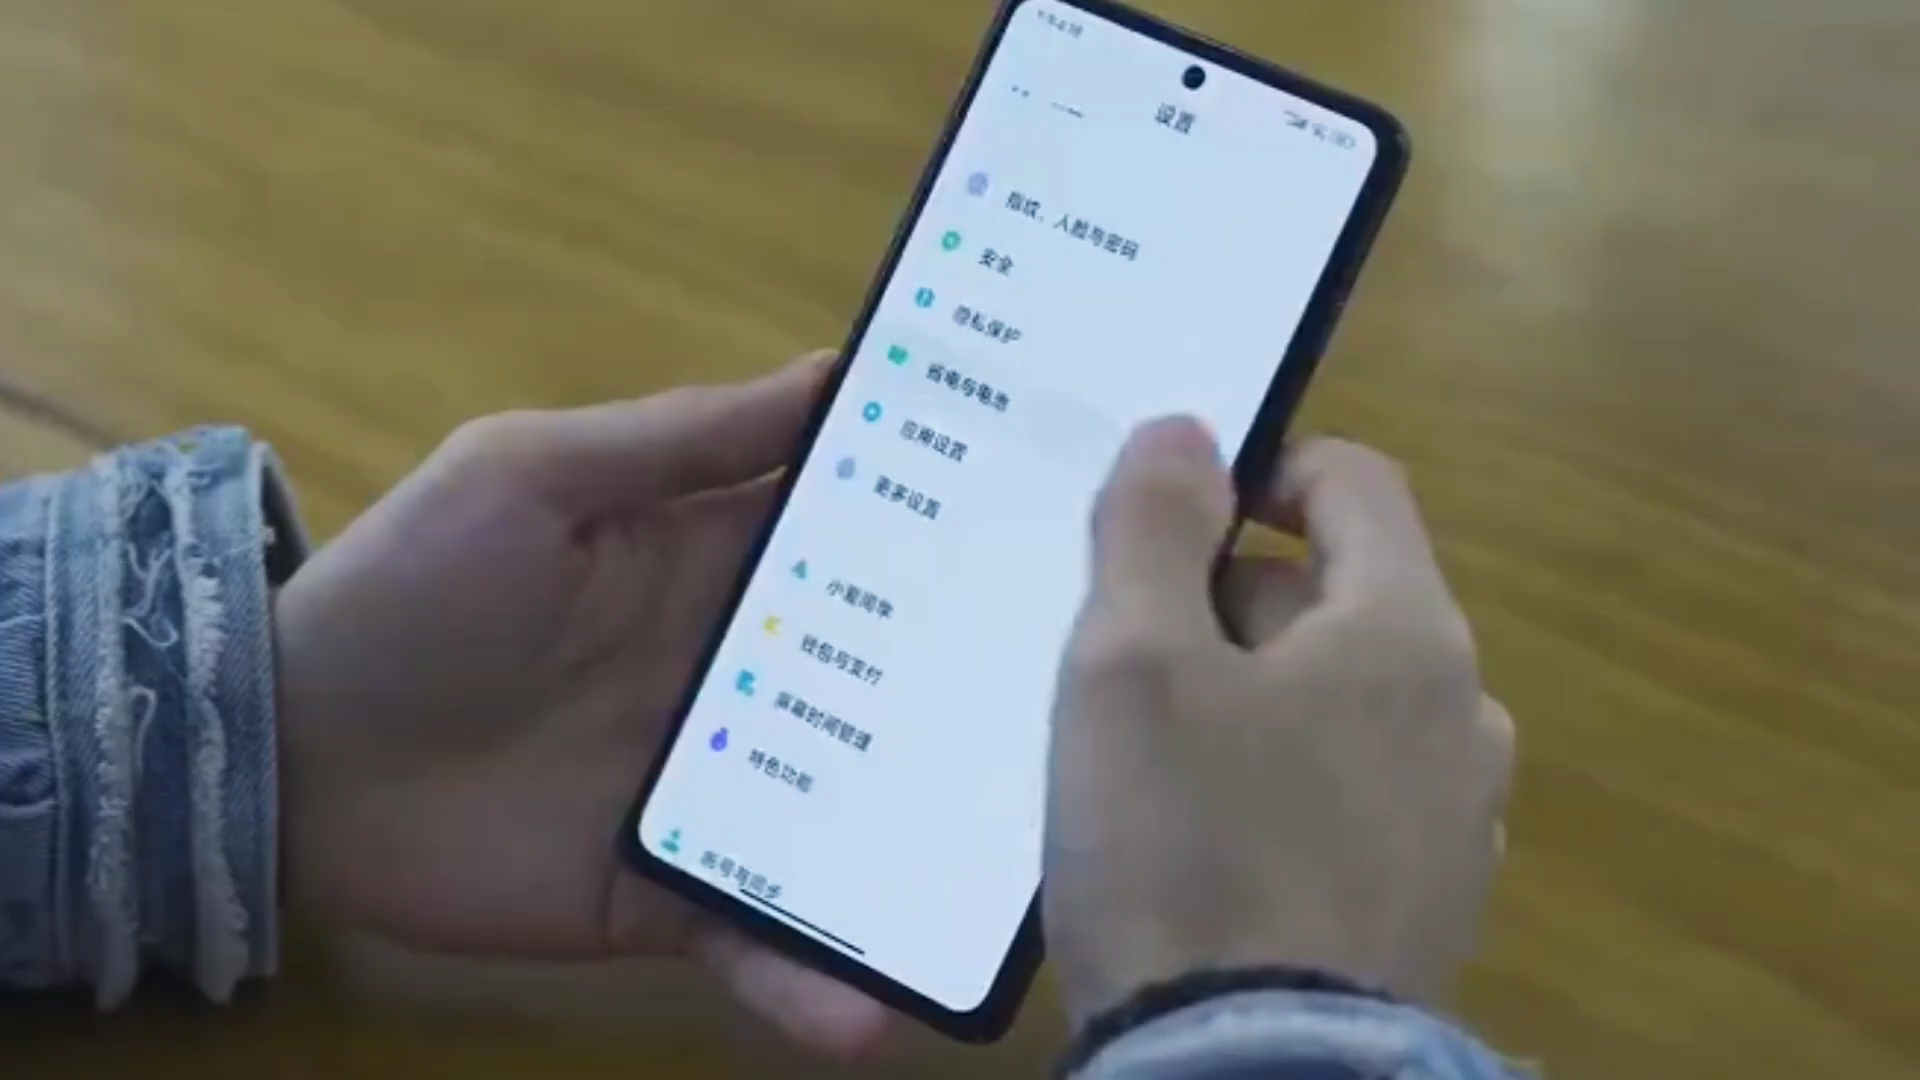 设置
指纹、人脸与密码
安全
隐私保护
省电与电池
应用设置
更多设置
小爱同学
钱包与支付
屏幕时间管理
特色功能
帐号与同步